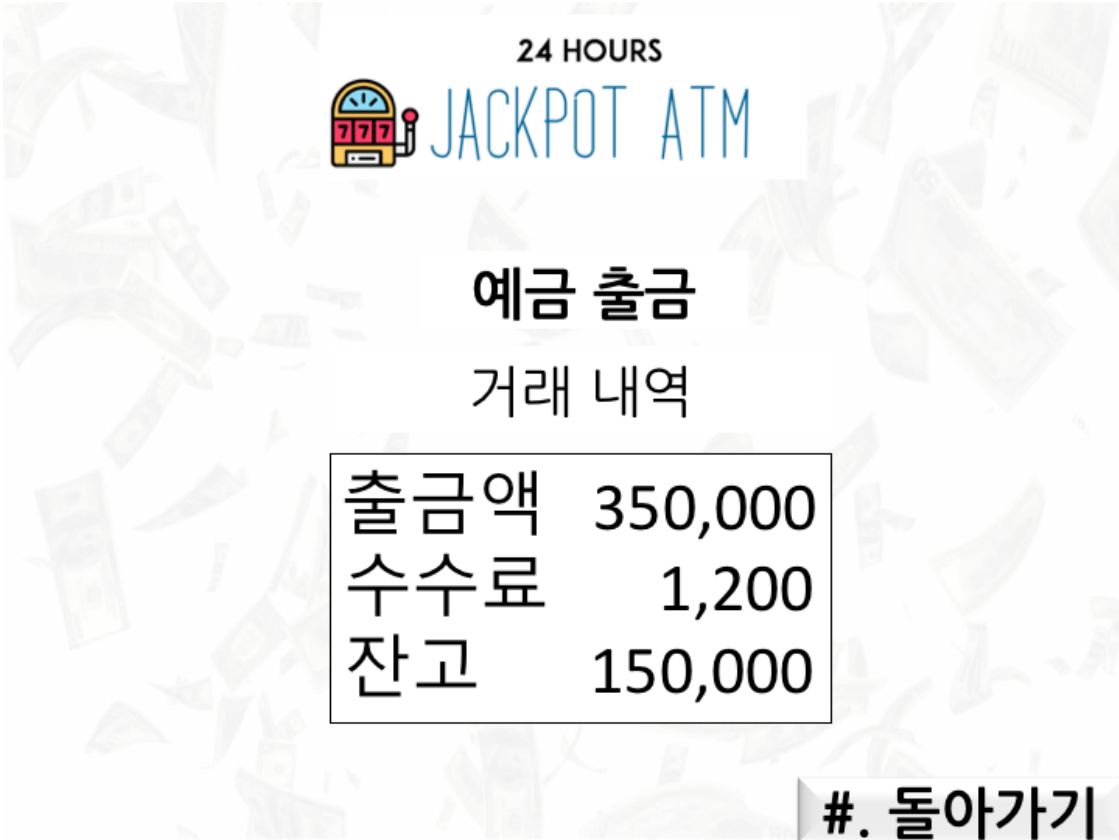 24 HOURS
777 JACKPOT ATM
예금 출금
거래 내역
출금액 350,000
수수료 1,200
잔고 150,000
#. 돌아가기